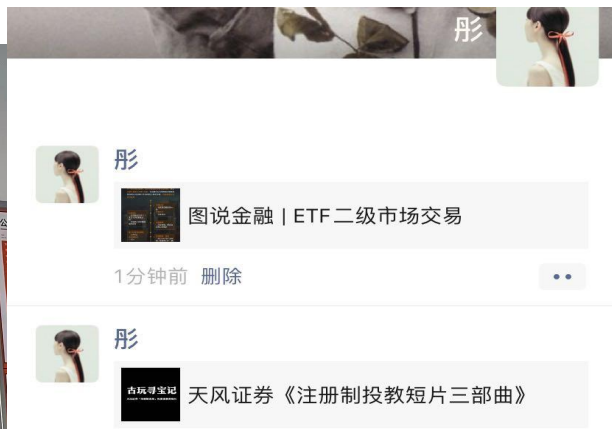 彤
彤
图说金融 | ETF二级市场交易
1分钟前 删除
彤
古玩寻宝记
天风证券《注册制投教短片三部曲》